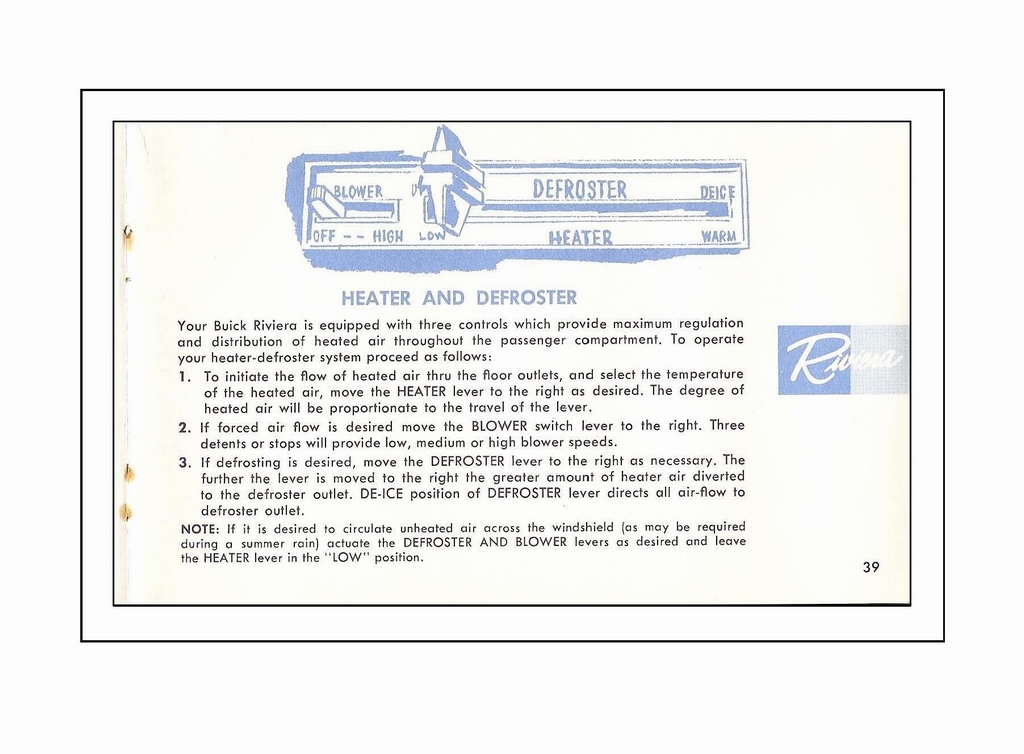 BLOWER DEFROSTER DEICE
OFF - - HIGH LOW HEATER WARM
HEATER AND DEFROSTER
Your Buick Riviera is equipped with three controls which provide maximum regulation
and distribution of heated air throughout the passenger compartment. To operate
your heater-defroster system proceed as follows:
1. To initiate the flow of heated air thru the floor outlets, and select the temperature
of the heated air, move the HEATER lever to the right as desired. The degree of
heated air will be proportionate to the travel of the lever.
2. If forced air flow is desired move the BLOWER switch lever to the right. Three
detents or stops will provide low, medium or high blower speeds.
3. If defrosting is desired, move the DEFROSTER lever to the right as necessary. The
further the lever is moved to the right the greater amount of heater air diverted
to the defroster outlet. DE-ICE position of DEFROSTER lever directs all air-flow to
defroster outlet.
NOTE: If it is desired to circulate unheated air across the windshield (as may be required
during a summer rain) actuate the DEFROSTER AND BLOWER levers as desired and leave
the HEATER lever in the "LOW" position.
Riviera
39